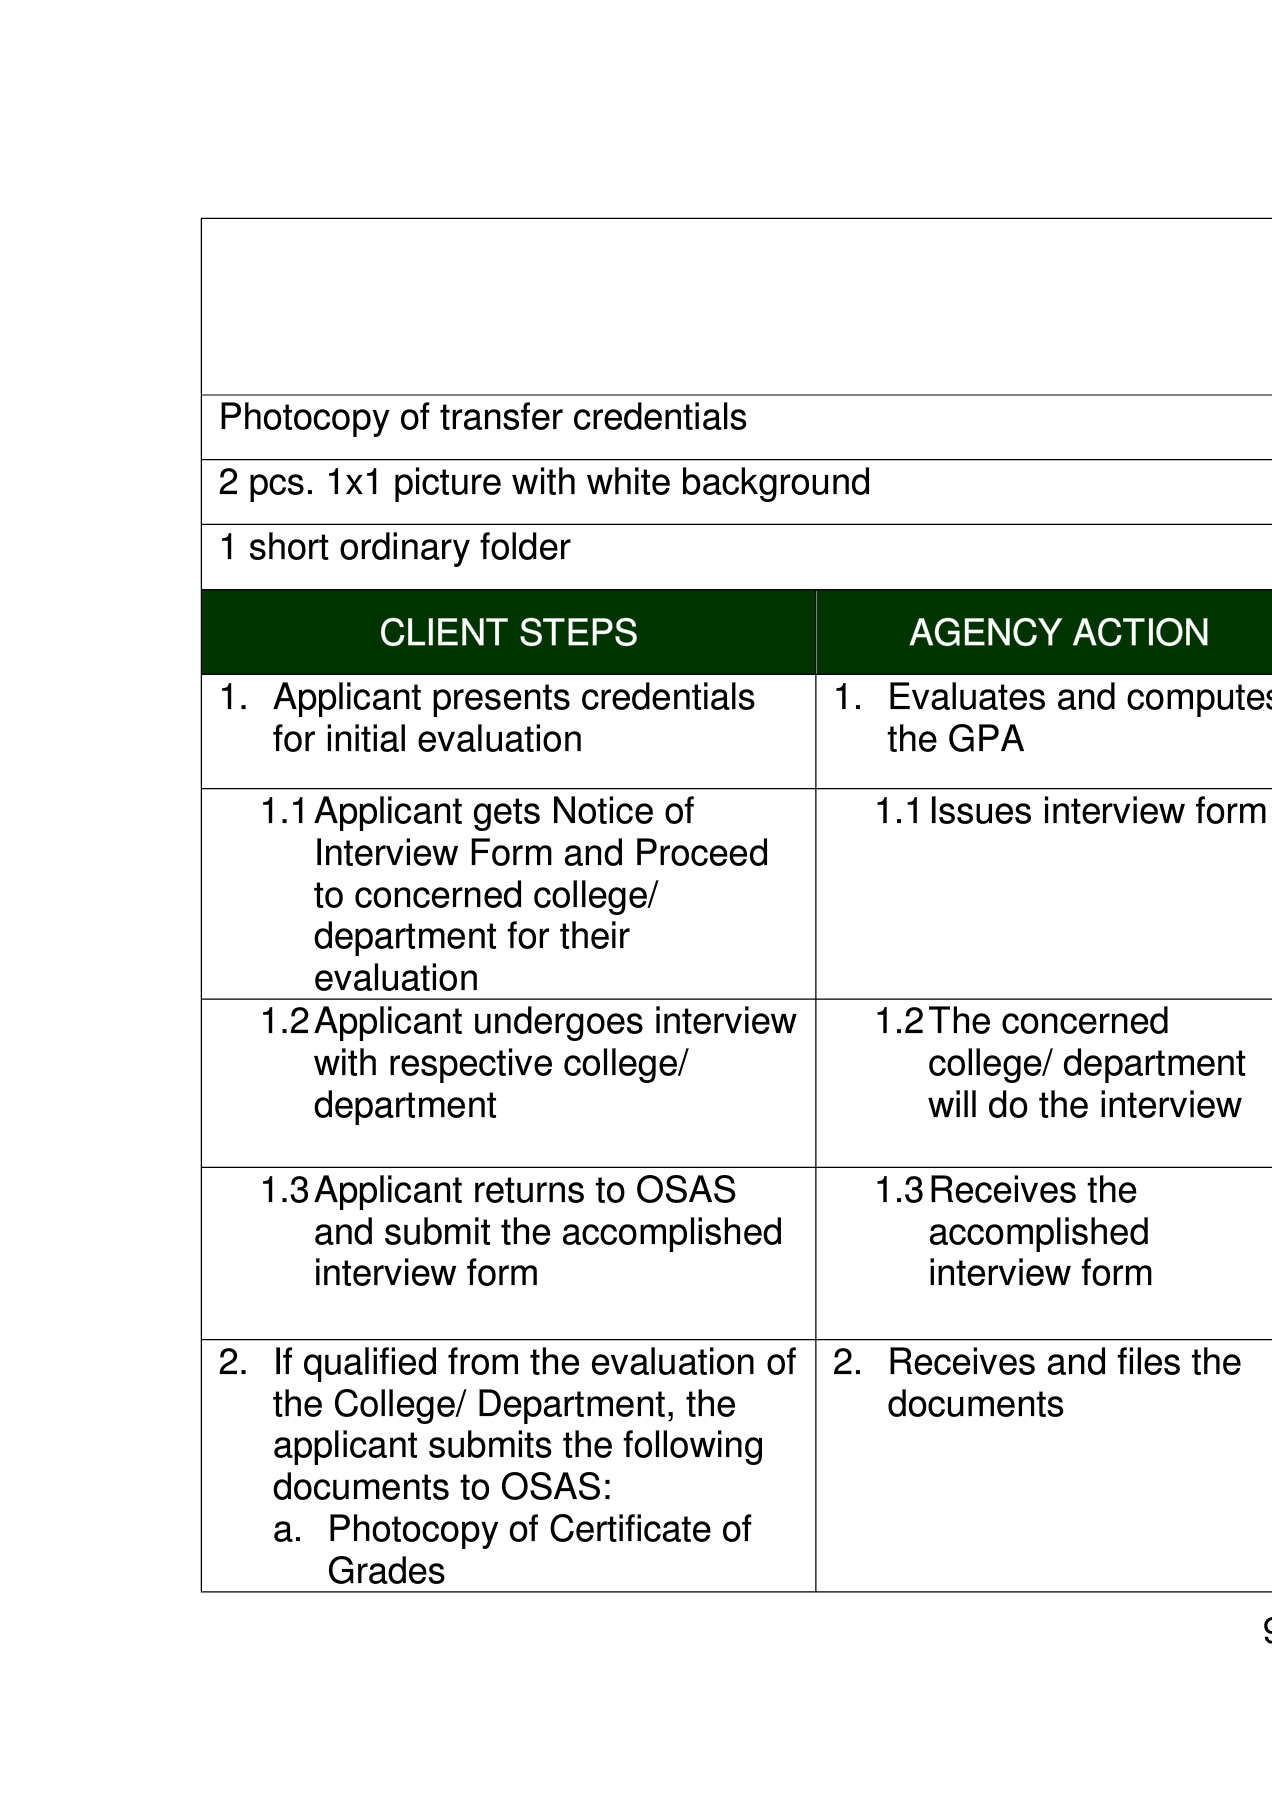 Photocopy of transfer credentials
2 pcs. 1x1 picture with white background
1 short ordinary folder
CLIENT STEPS
AGENCY ACTION
1. Applicant presents credentials
for initial evaluation
1. Evaluates and computes
the GPA
1.1 Applicant gets Notice of
Interview Form and Proceed
to concerned college/
department for their
evaluation
1.1 Issues interview form
1.2 Applicant undergoes interview
with respective college/
department
1.2 The concerned
college/ department
will do the interview
1.3 Applicant returns to OSAS
and submit the accomplished
interview form
1.3 Receives the
accomplished
interview form
2. If qualified from the evaluation of
the College/ Department, the
applicant submits the following
documents to OSAS:
a. Photocopy of Certificate of
Grades
2. Receives and files the
documents